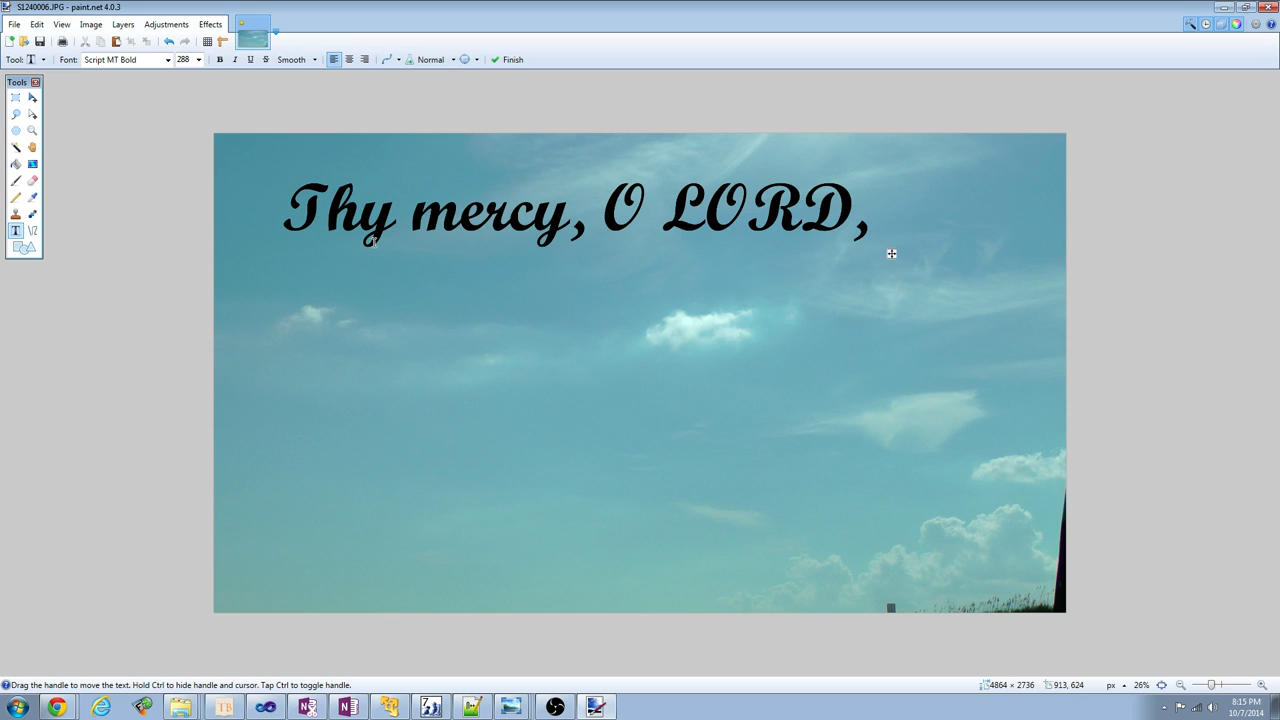 S1240006.JPG - paint.net 4.0.3
File Edit View Image Layers Adjustments Effects
Tool: T Font: Script MT Bold 288 B I U S Smooth Normal Finish
Tools
Thy mercy, O LORD,
Drag the handle to move the text. Hold Ctrl to hide handle and cursor. Tap Ctrl to toggle handle.
4864 × 2736 913, 624 px 26%
TB
8:15 PM
10/7/2014